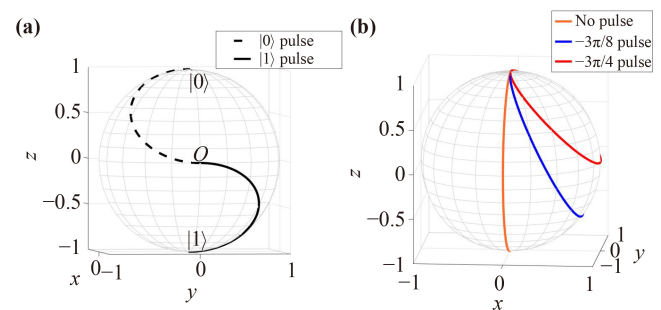 (a)
|0⟩ pulse
|1⟩ pulse
1
0.5
0
−0.5
−1
z
|0⟩
O
|1⟩
0
−1
0
1
x
y
(b)
No pulse
−3π/8 pulse
−3π/4 pulse
1
0.5
0
−0.5
−1
z
−1
0
1
x
−1
0
1
y